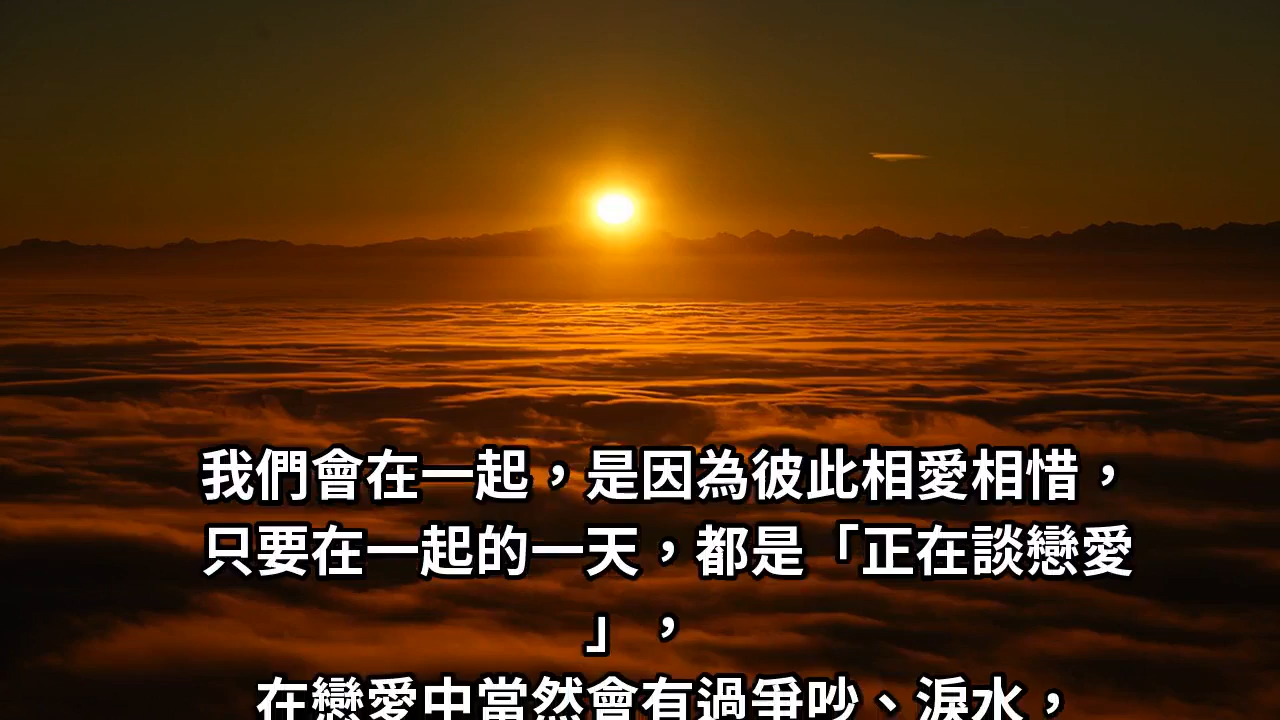 我們會在一起，是因為彼此相愛相惜，
只要在一起的一天，都是「正在談戀愛
」，
在戀愛中當然會有過爭吵、淚水，